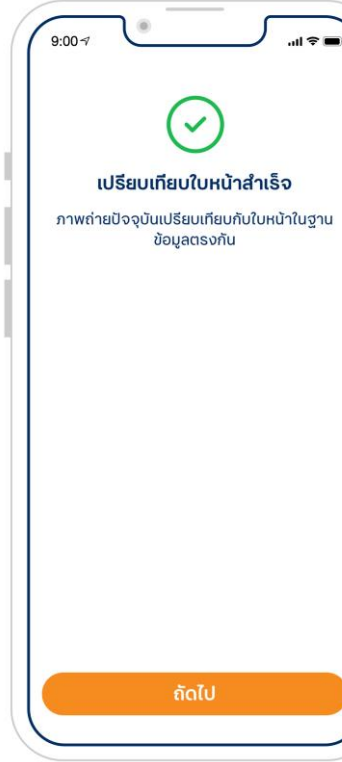 9:00
เปรียบเทียบใบหน้าสำเร็จ
ภาพถ่ายปัจจุบันเปรียบเทียบกับใบหน้าในฐาน
ข้อมูลตรงกัน
ถัดไป